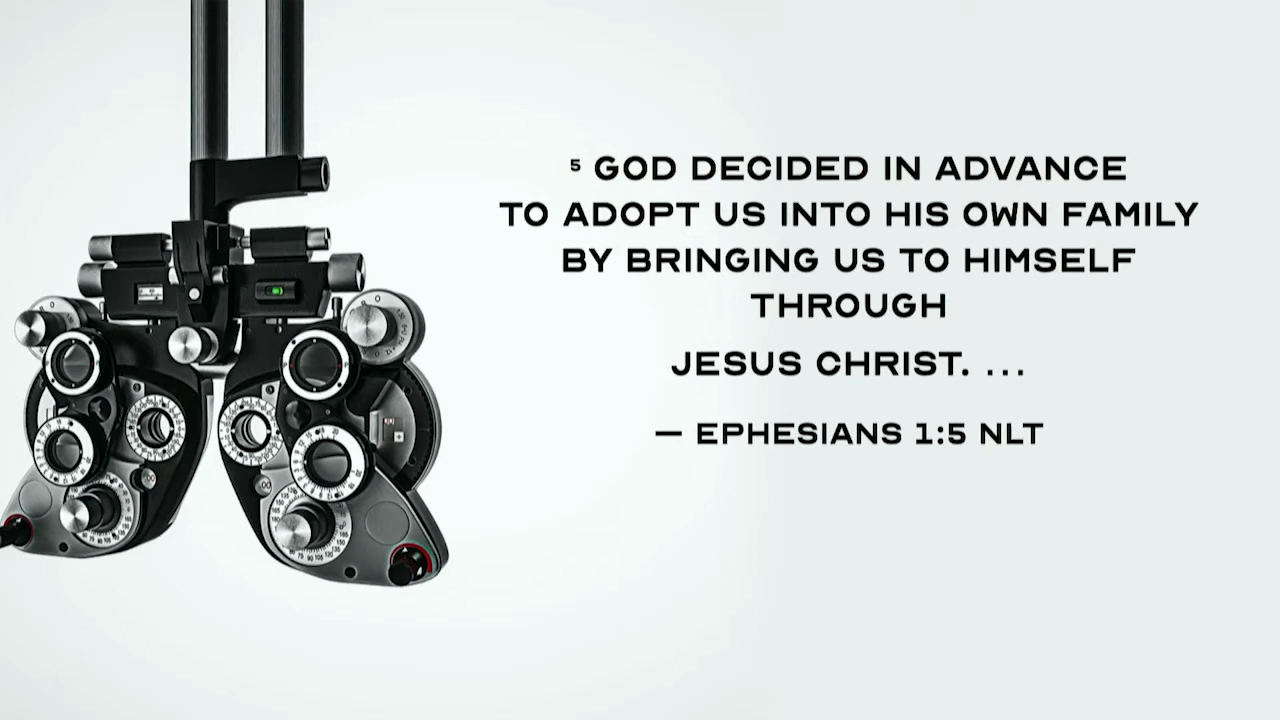 ⁵ GOD DECIDED IN ADVANCE
TO ADOPT US INTO HIS OWN FAMILY
BY BRINGING US TO HIMSELF
THROUGH
JESUS CHRIST. ...
— EPHESIANS 1:5 NLT